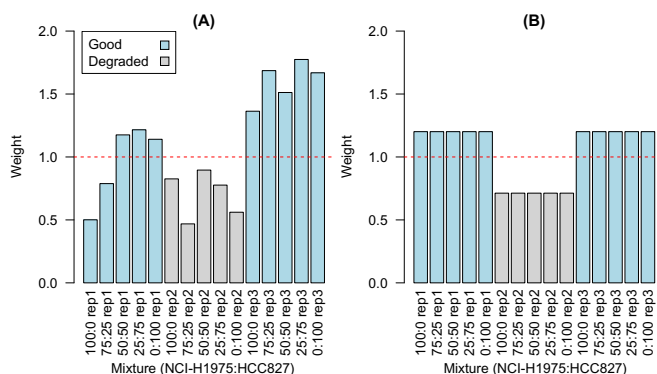 (A)
Good
Degraded
Weight
2.0
1.5
1.0
0.5
0.0
100:0 rep1
75:25 rep1
50:50 rep1
25:75 rep1
0:100 rep1
100:0 rep2
75:25 rep2
50:50 rep2
25:75 rep2
0:100 rep2
100:0 rep3
75:25 rep3
50:50 rep3
25:75 rep3
0:100 rep3
Mixture (NCI-H1975:HCC827)
(B)
Weight
2.0
1.5
1.0
0.5
0.0
100:0 rep1
75:25 rep1
50:50 rep1
25:75 rep1
0:100 rep1
100:0 rep2
75:25 rep2
50:50 rep2
25:75 rep2
0:100 rep2
100:0 rep3
75:25 rep3
50:50 rep3
25:75 rep3
0:100 rep3
Mixture (NCI-H1975:HCC827)